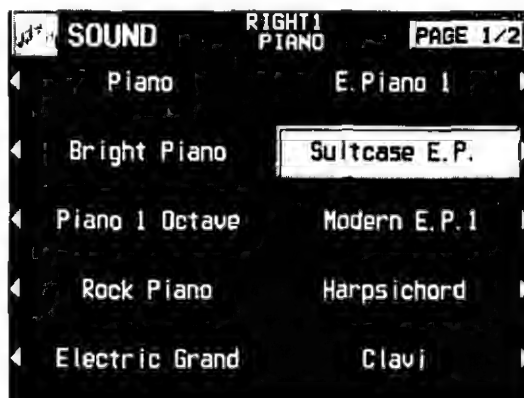 SOUND
RIGHT1
PIANO
PAGE 1/2
Piano
E.Piano 1
Bright Piano
Suitcase E.P.
Piano 1 Octave
Modern E.P.1
Rock Piano
Harpsichord
Electric Grand
Clavi